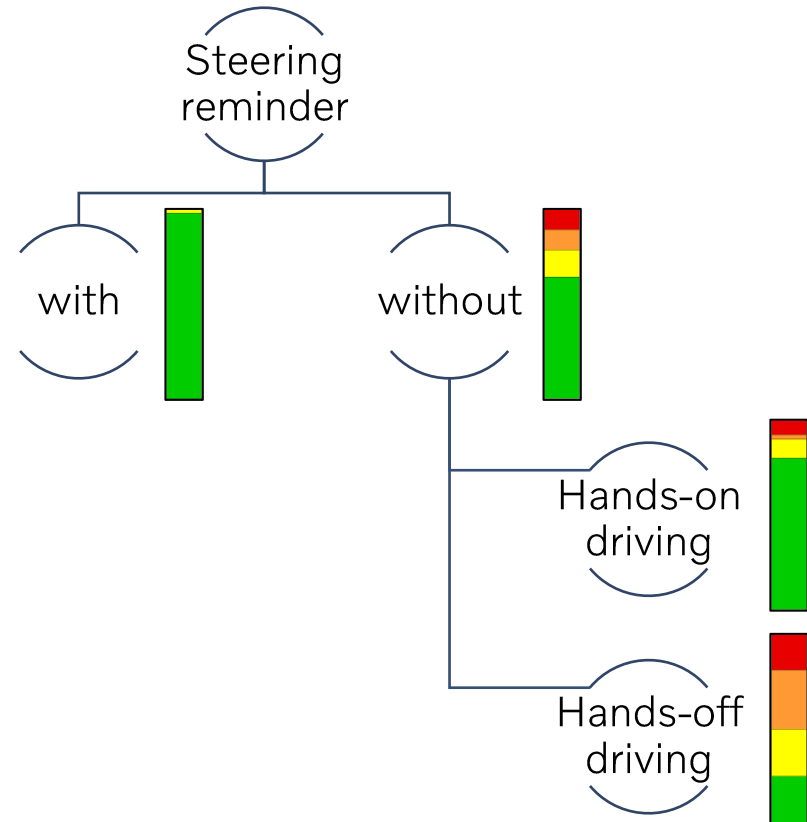 Steering
reminder
with
without
Hands-on
driving
Hands-off
driving